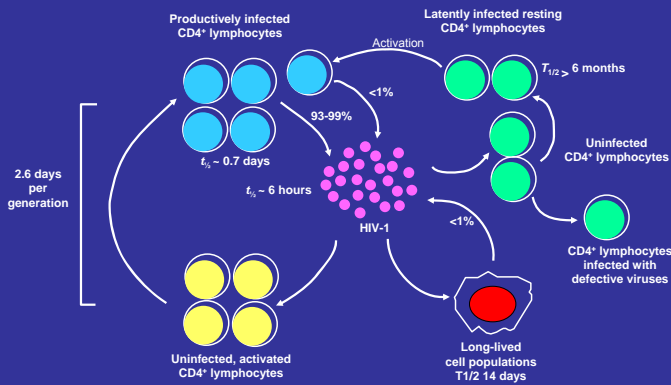 Productively infected
CD4⁺ lymphocytes
Latently infected resting
CD4⁺ lymphocytes
Activation
T1/2 > 6 months
<1%
93-99%
2.6 days
per
generation
t½ ~ 0.7 days
Uninfected
CD4⁺ lymphocytes
t½ ~ 6 hours
HIV-1
<1%
CD4⁺ lymphocytes
infected with
defective viruses
Uninfected, activated
CD4⁺ lymphocytes
Long-lived
cell populations
T1/2 14 days